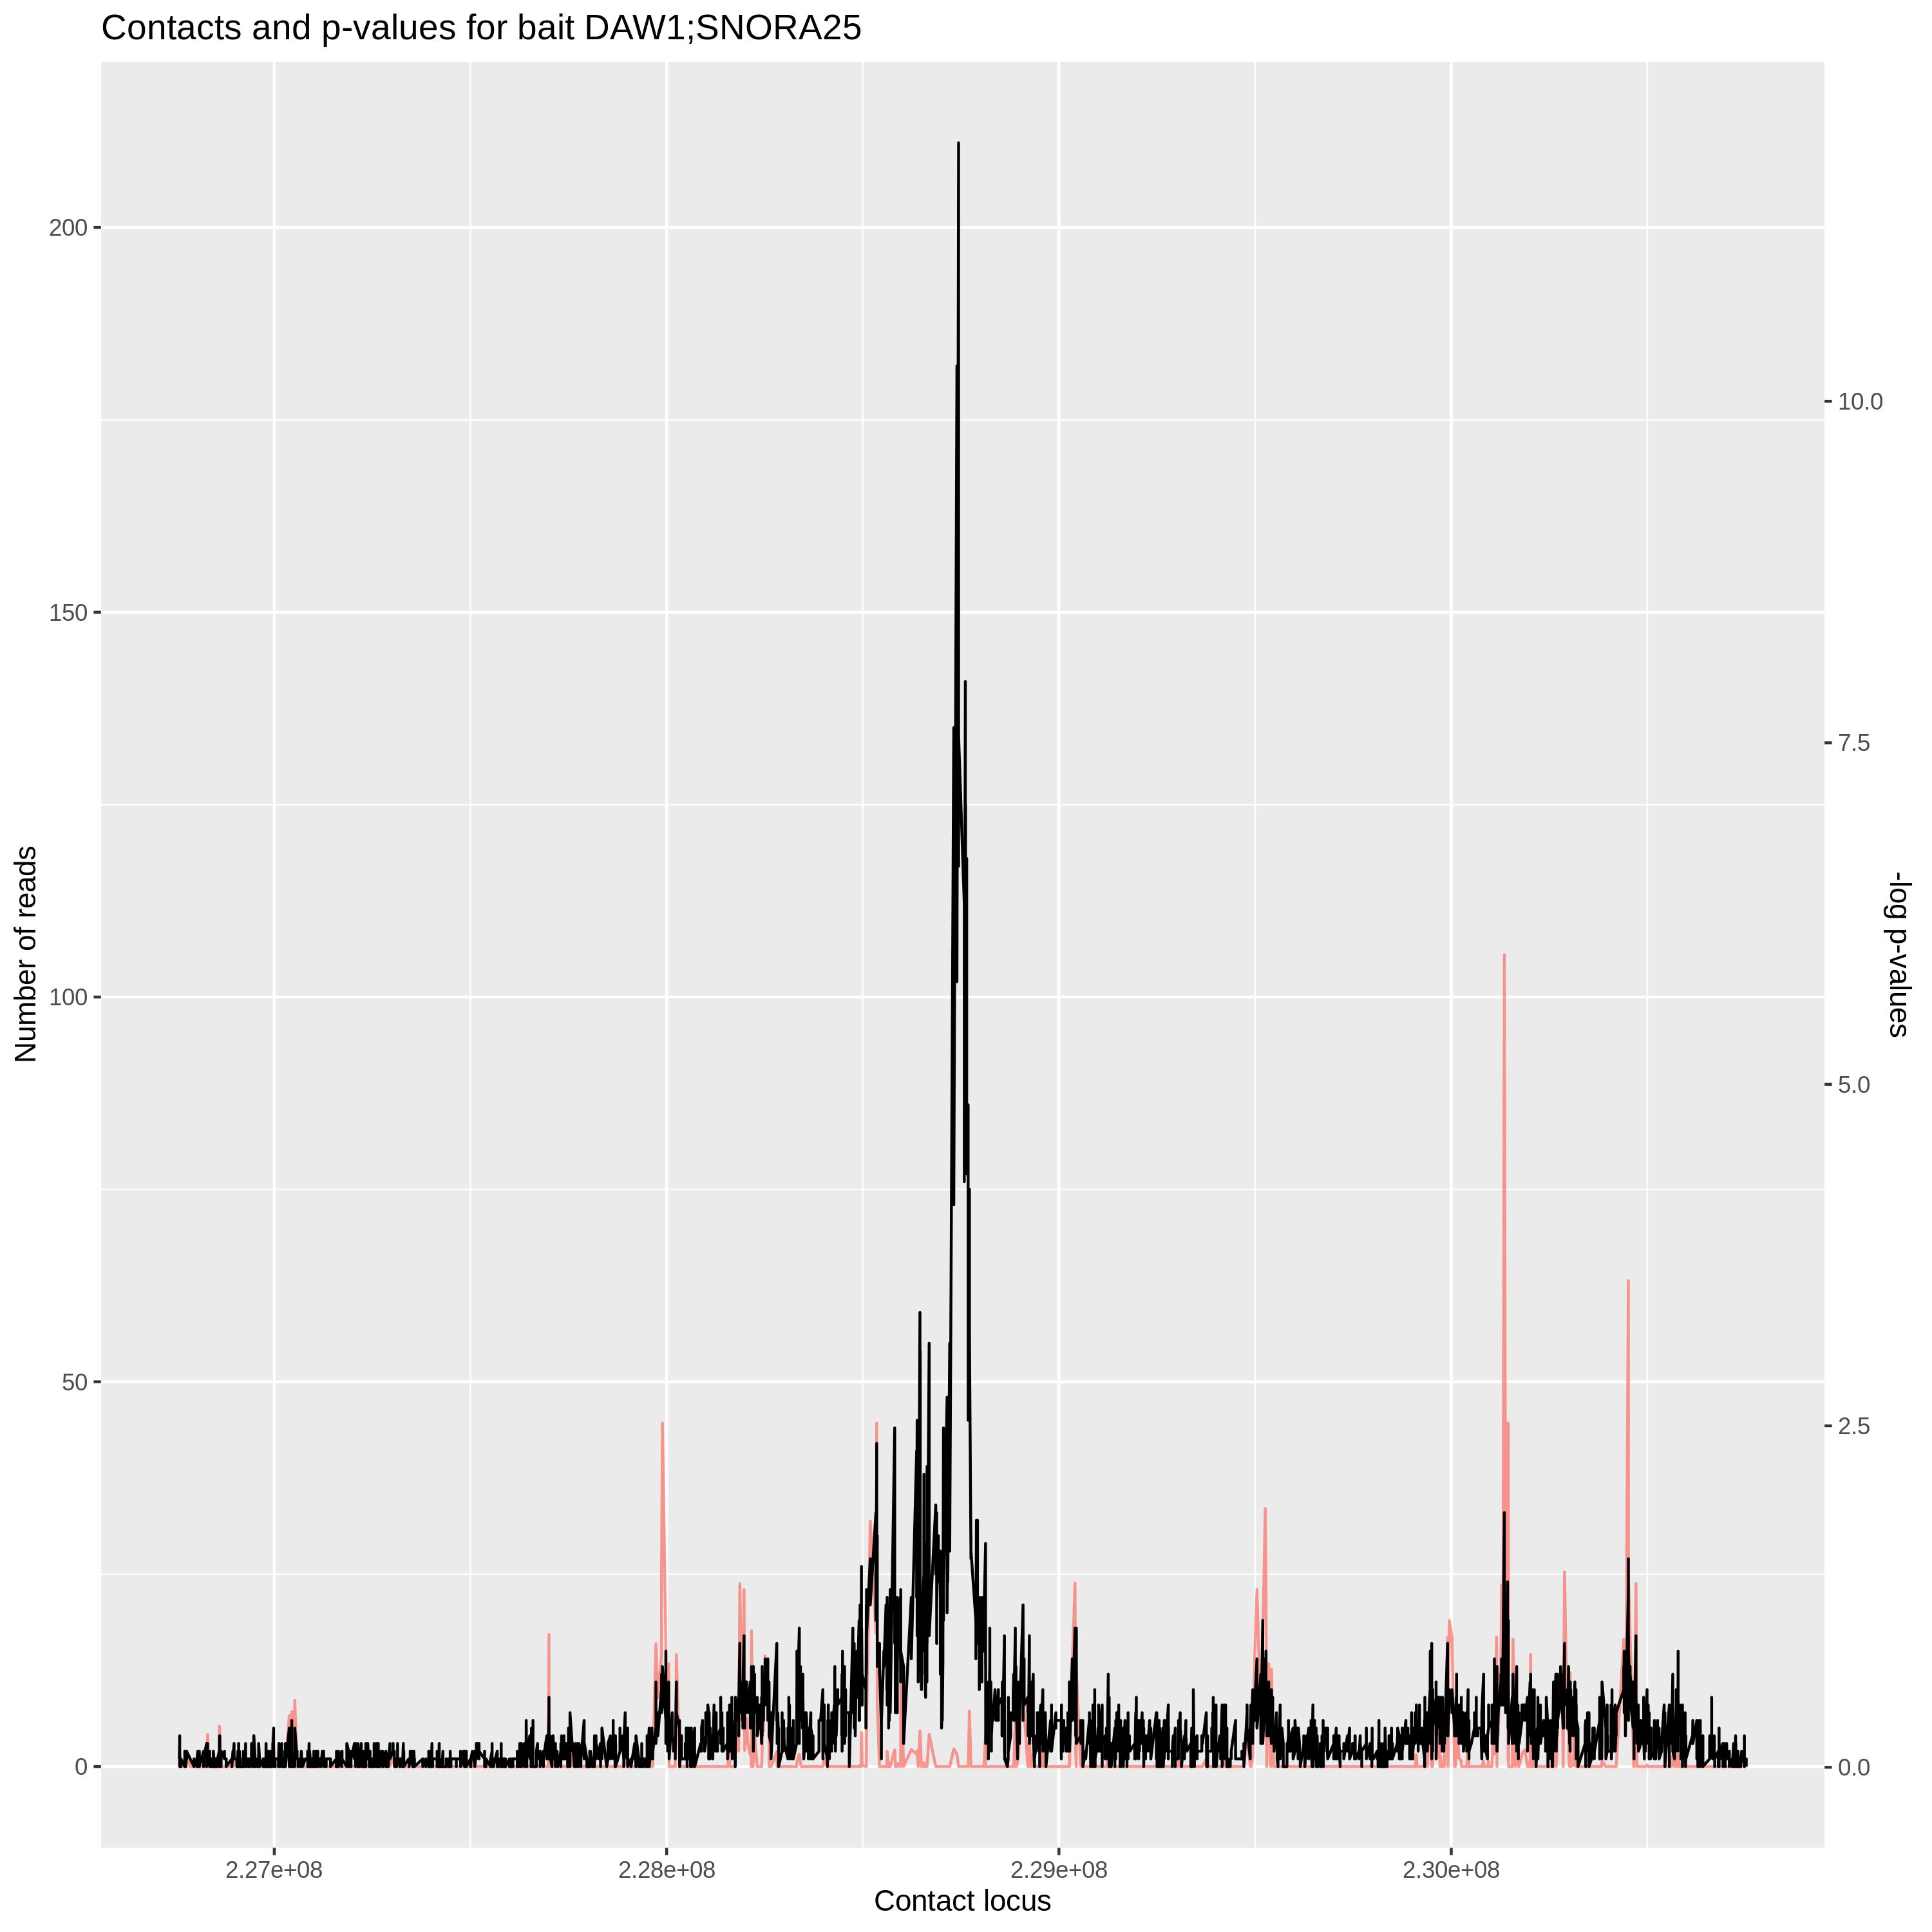 Contacts and p-values for bait DAW1;SNORA25
200
150
100
50
0
Number of reads
10.0
7.5
5.0
2.5
0.0
-log p-values
2.27e+08
2.28e+08
2.29e+08
2.30e+08
Contact locus